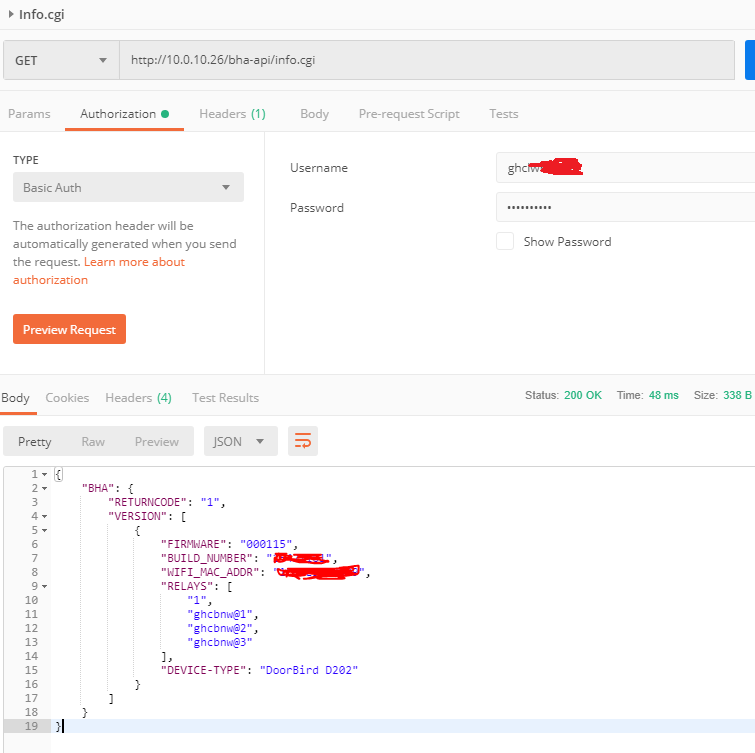 Info.cgi
GET http://10.0.10.26/bha-api/info.cgi
Params Authorization Headers (1) Body Pre-request Script Tests
TYPE
Basic Auth
The authorization header will be
automatically generated when you send
the request. Learn more about
authorization
Preview Request
Username
Password ••••••••••
Show Password
Body Cookies Headers (4) Test Results Status: 200 OK Time: 48 ms Size: 338 B
Pretty Raw Preview JSON
1 {
2 "BHA": {
3 "RETURNCODE": "1",
4 "VERSION": [
5 {
6 "FIRMWARE": "000115",
7 "BUILD_NUMBER": "
8 "WIFI_MAC_ADDR": "
9 "RELAYS": [
10 "1",
11 "ghcbnw@1",
12 "ghcbnw@2",
13 "ghcbnw@3"
14 ],
15 "DEVICE-TYPE": "DoorBird D202"
16 }
17 ]
18 }
19 }